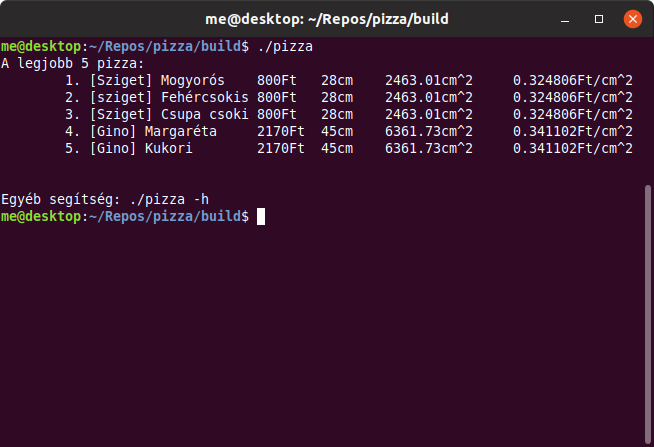 me@desktop: ~/Repos/pizza/build
me@desktop:~/Repos/pizza/build$ ./pizza
A legjobb 5 pizza:
1. [Sziget] Mogyorós 800Ft 28cm 2463.01cm^2 0.324806Ft/cm^2
2. [sziget] Fehércsokis 800Ft 28cm 2463.01cm^2 0.324806Ft/cm^2
3. [Sziget] Csupa csoki 800Ft 28cm 2463.01cm^2 0.324806Ft/cm^2
4. [Gino] Margaréta 2170Ft 45cm 6361.73cm^2 0.341102Ft/cm^2
5. [Gino] Kukori 2170Ft 45cm 6361.73cm^2 0.341102Ft/cm^2
Egyéb segítség: ./pizza -h
me@desktop:~/Repos/pizza/build$